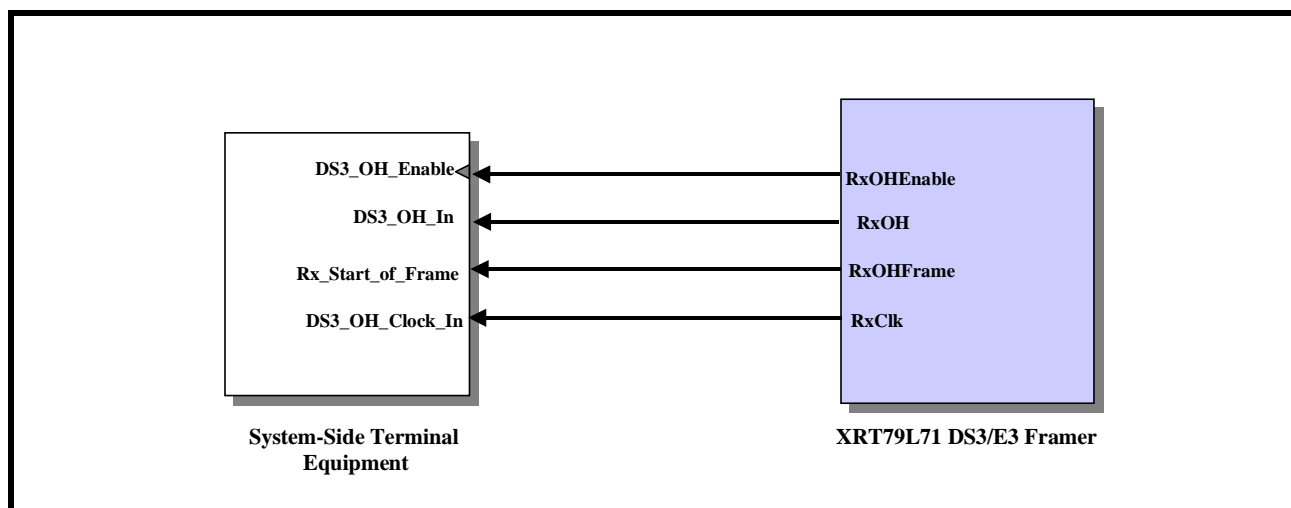 DS3_OH_Enable
DS3_OH_In
Rx_Start_of_Frame
DS3_OH_Clock_In
System-Side Terminal
Equipment
RxOHEnable
RxOH
RxOHFrame
RxClk
XRT79L71 DS3/E3 Framer